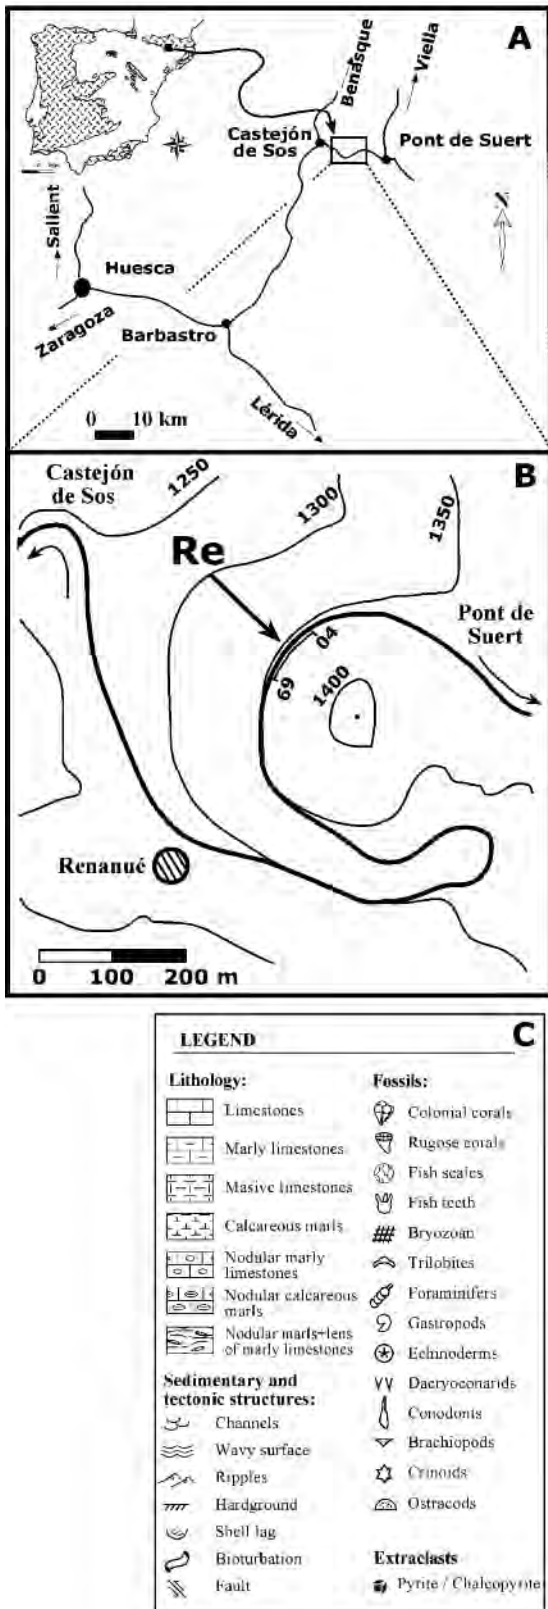 A
Benasque
Viella
Castejón
de Sos
Pont de Suert
Sallent
Huesca
Zaragoza
Barbastro
0 10 km
Lérida
B
Castejón
de Sos
1250
1300
1350
Re
Pont de
Suert
04
69
1400
Renanué
0 100 200 m
C
LEGEND
Lithology:
Limestones
Marly limestones
Masive limestones
Calcareous marls
Nodular marly
limestones
Nodular calcareous
marls
Nodular marls+lens
of marly limestones
Sedimentary and
tectonic structures:
Channels
Wavy surface
Ripples
Hardground
Shell lag
Bioturbation
Fault
Fossils:
Colonial corals
Rugose corals
Fish scales
Fish teeth
Bryozoan
Trilobites
Foraminifers
Gastropods
Echnoderms
Dacryoconarids
Conodonts
Brachiopods
Crinoids
Ostracods
Extraclasts
Pyrite / Chalcopyrite